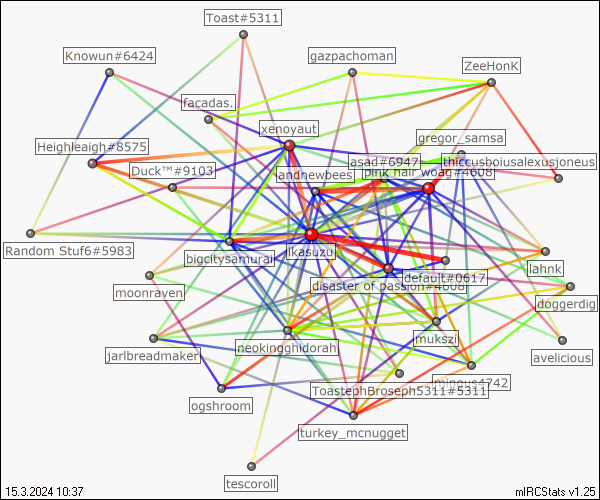 Toast#5311
Knowun#6424
gazpachoman
ZeeHonK
facadas.
xenoyaut
gregor_samsa
Heighleaigh#8575
asad#6947
thiccusboiusalexusjoneus
Duck™#9103
andnewbees
pink hair woag#4608
Random Stuf6#5983
bigcitysamurai
ikasuzu
lahnk
moonraven
disaster of passion#4068
default#0617
doggerdig
neokingghidorah
mukszi
jarlbreadmaker
avelicious
ToastephBroseph5311#5311
mingus4742
ogshroom
turkey_mcnugget
tescoroll
15.3.2024 10:37
mIRCStats v1.25